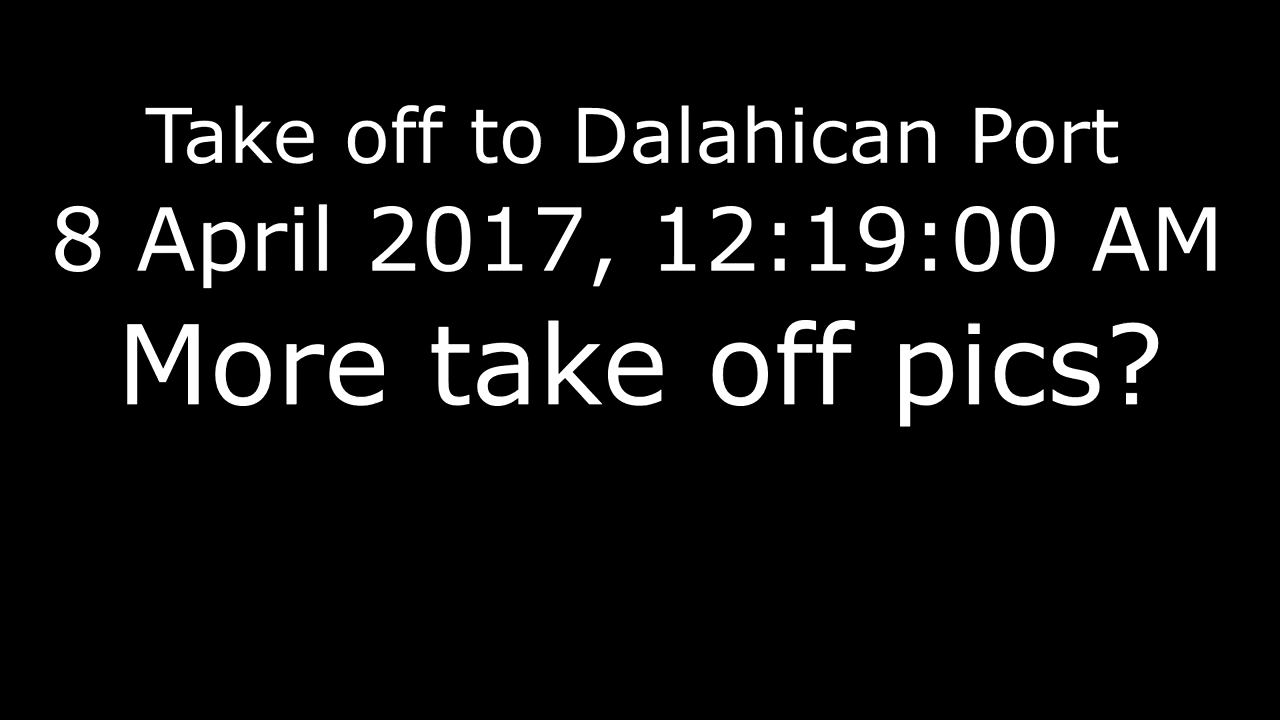 Take off to Dalahican Port
8 April 2017, 12:19:00 AM
More take off pics?